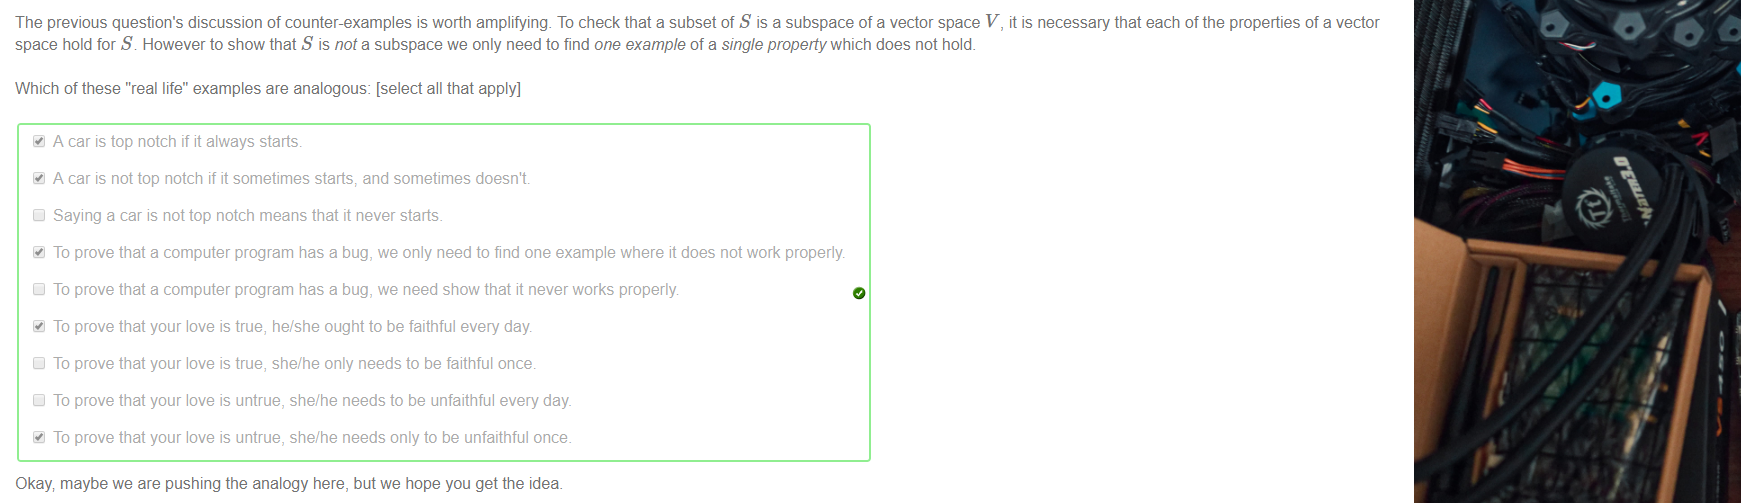 The previous question's discussion of counter-examples is worth amplifying. To check that a subset of S is a subspace of a vector space V, it is necessary that each of the properties of a vector
space hold for S. However to show that S is not a subspace we only need to find one example of a single property which does not hold.
Which of these "real life" examples are analogous: [select all that apply]
A car is top notch if it always starts.
A car is not top notch if it sometimes starts, and sometimes doesn't.
Saying a car is not top notch means that it never starts.
To prove that a computer program has a bug, we only need to find one example where it does not work properly.
To prove that a computer program has a bug, we need show that it never works properly.
To prove that your love is true, he/she ought to be faithful every day.
To prove that your love is true, she/he only needs to be faithful once.
To prove that your love is untrue, she/he needs to be unfaithful every day.
To prove that your love is untrue, she/he needs only to be unfaithful once.
Okay, maybe we are pushing the analogy here, but we hope you get the idea.